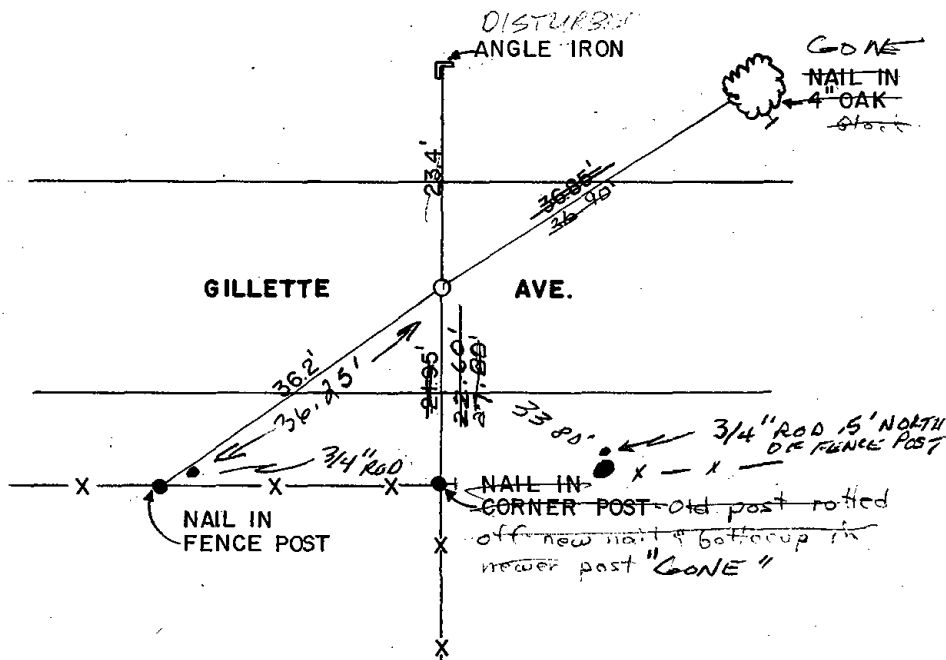 DISTURBED
ANGLE IRON
GONE
NAIL IN
4" OAK
23.4'
36.85'
36.90'
GILLETTE AVE.
36.2'
36.25'
21.95'
22.60'
27.80'
33.80'
3/4" ROD .5' NORTH
OF FENCE POST
3/4" ROD
X X X X - X -
NAIL IN
FENCE POST
NAIL IN
CORNER POST - Old post rotted
off new nail & bottlecap in
newer post "GONE"
X
X